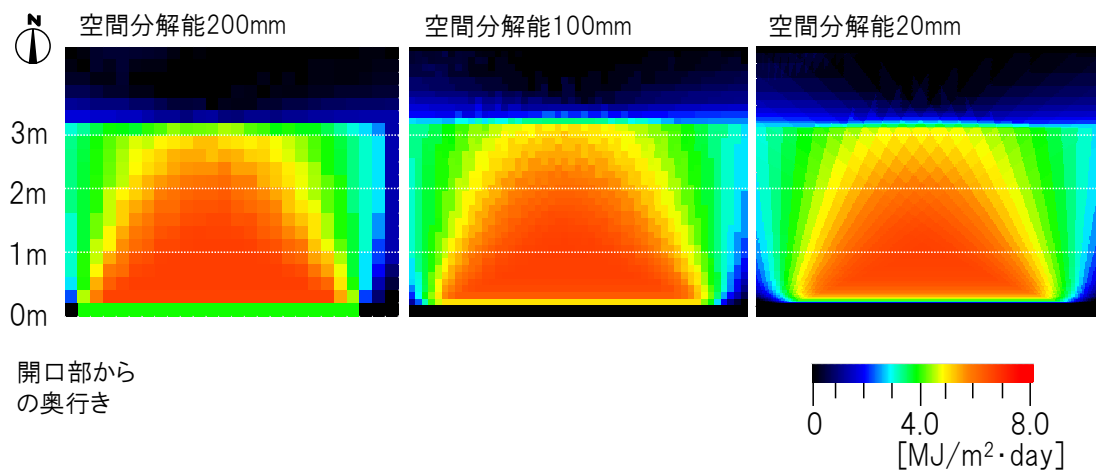 N
空間分解能200mm
空間分解能100mm
空間分解能20mm
3m
2m
1m
0m
開口部から
の奥行き
0 4.0 8.0
[MJ/m²·day]